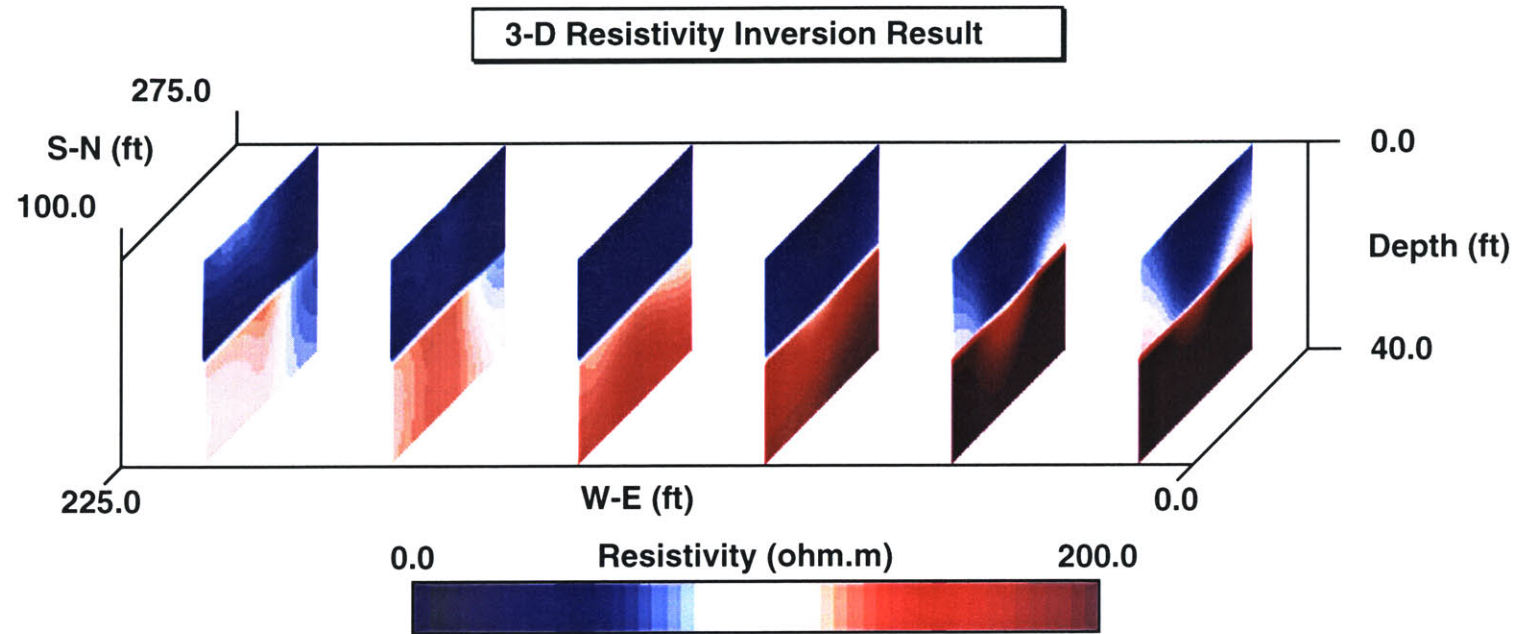 3-D Resistivity Inversion Result
275.0
S-N (ft)
100.0
0.0
Depth (ft)
40.0
225.0
W-E (ft)
0.0
0.0
Resistivity (ohm.m)
200.0